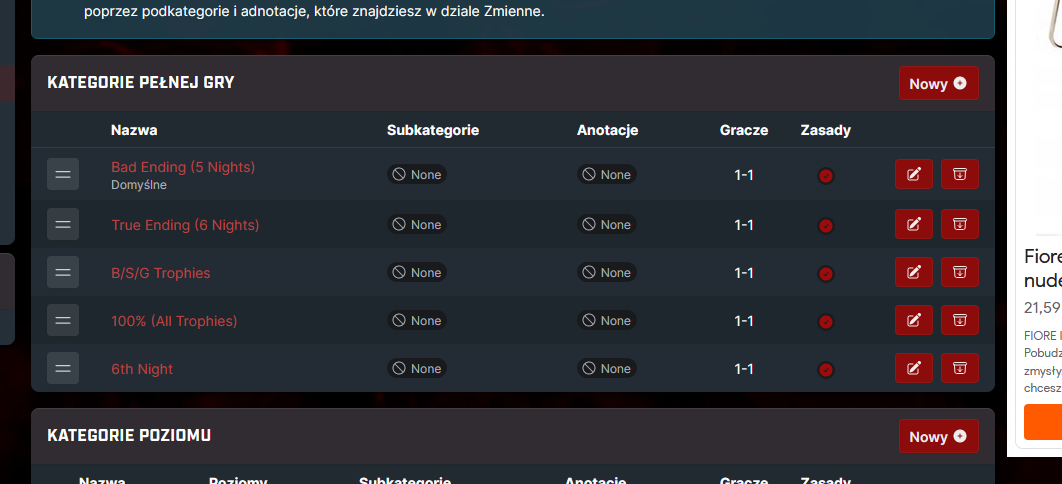 poprzez podkategorie i adnotacje, które znajdziesz w dziale Zmienne.
KATEGORIE PEŁNEJ GRY
Nowy
Nazwa Subkategorie Anotacje Gracze Zasady
Bad Ending (5 Nights) None None 1-1
Domyślne
True Ending (6 Nights) None None 1-1
B/S/G Trophies None None 1-1
100% (All Trophies) None None 1-1
6th Night None None 1-1
KATEGORIE POZIOMU
Nowy
Nazwa Poziomy Subkategorie Anotacje Gracze Zasady
Fiore
nude
21,59
FIORE
Pobudz
zmysły
chcesz